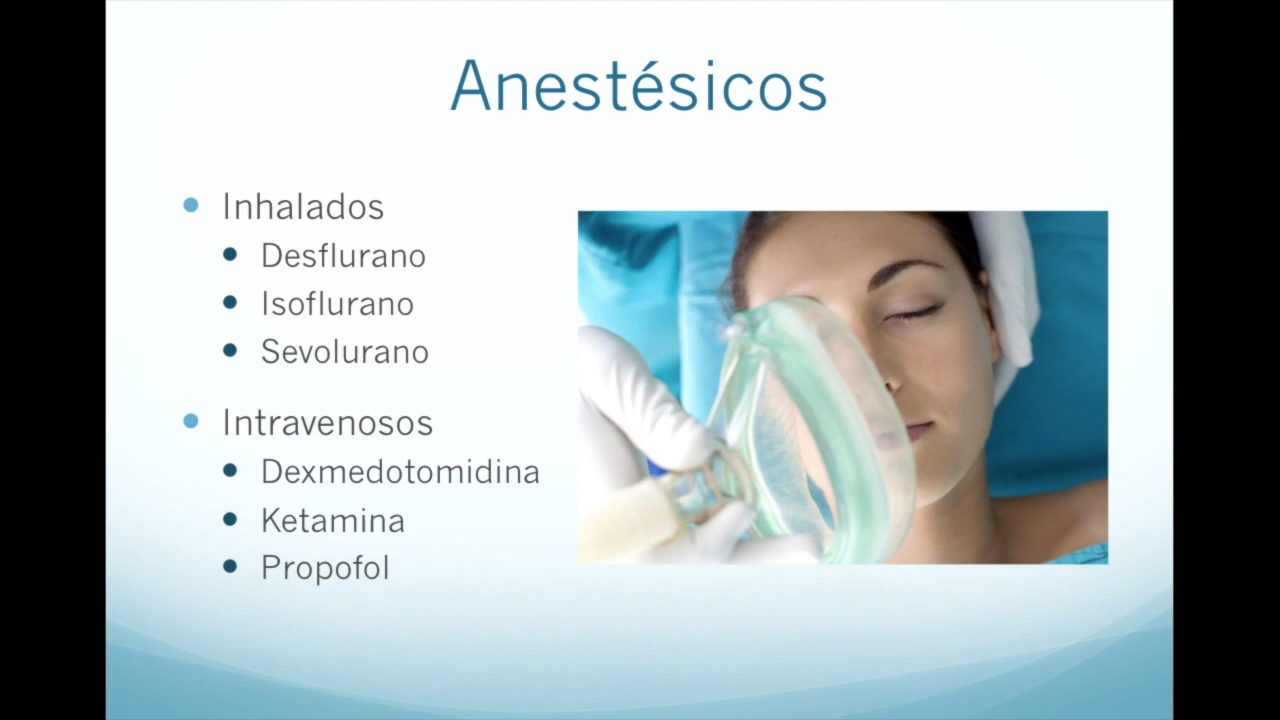 Anestésicos
Inhalados
Desflurano
Isoflurano
Sevolurano
Intravenosos
Dexmedotomidina
Ketamina
Propofol